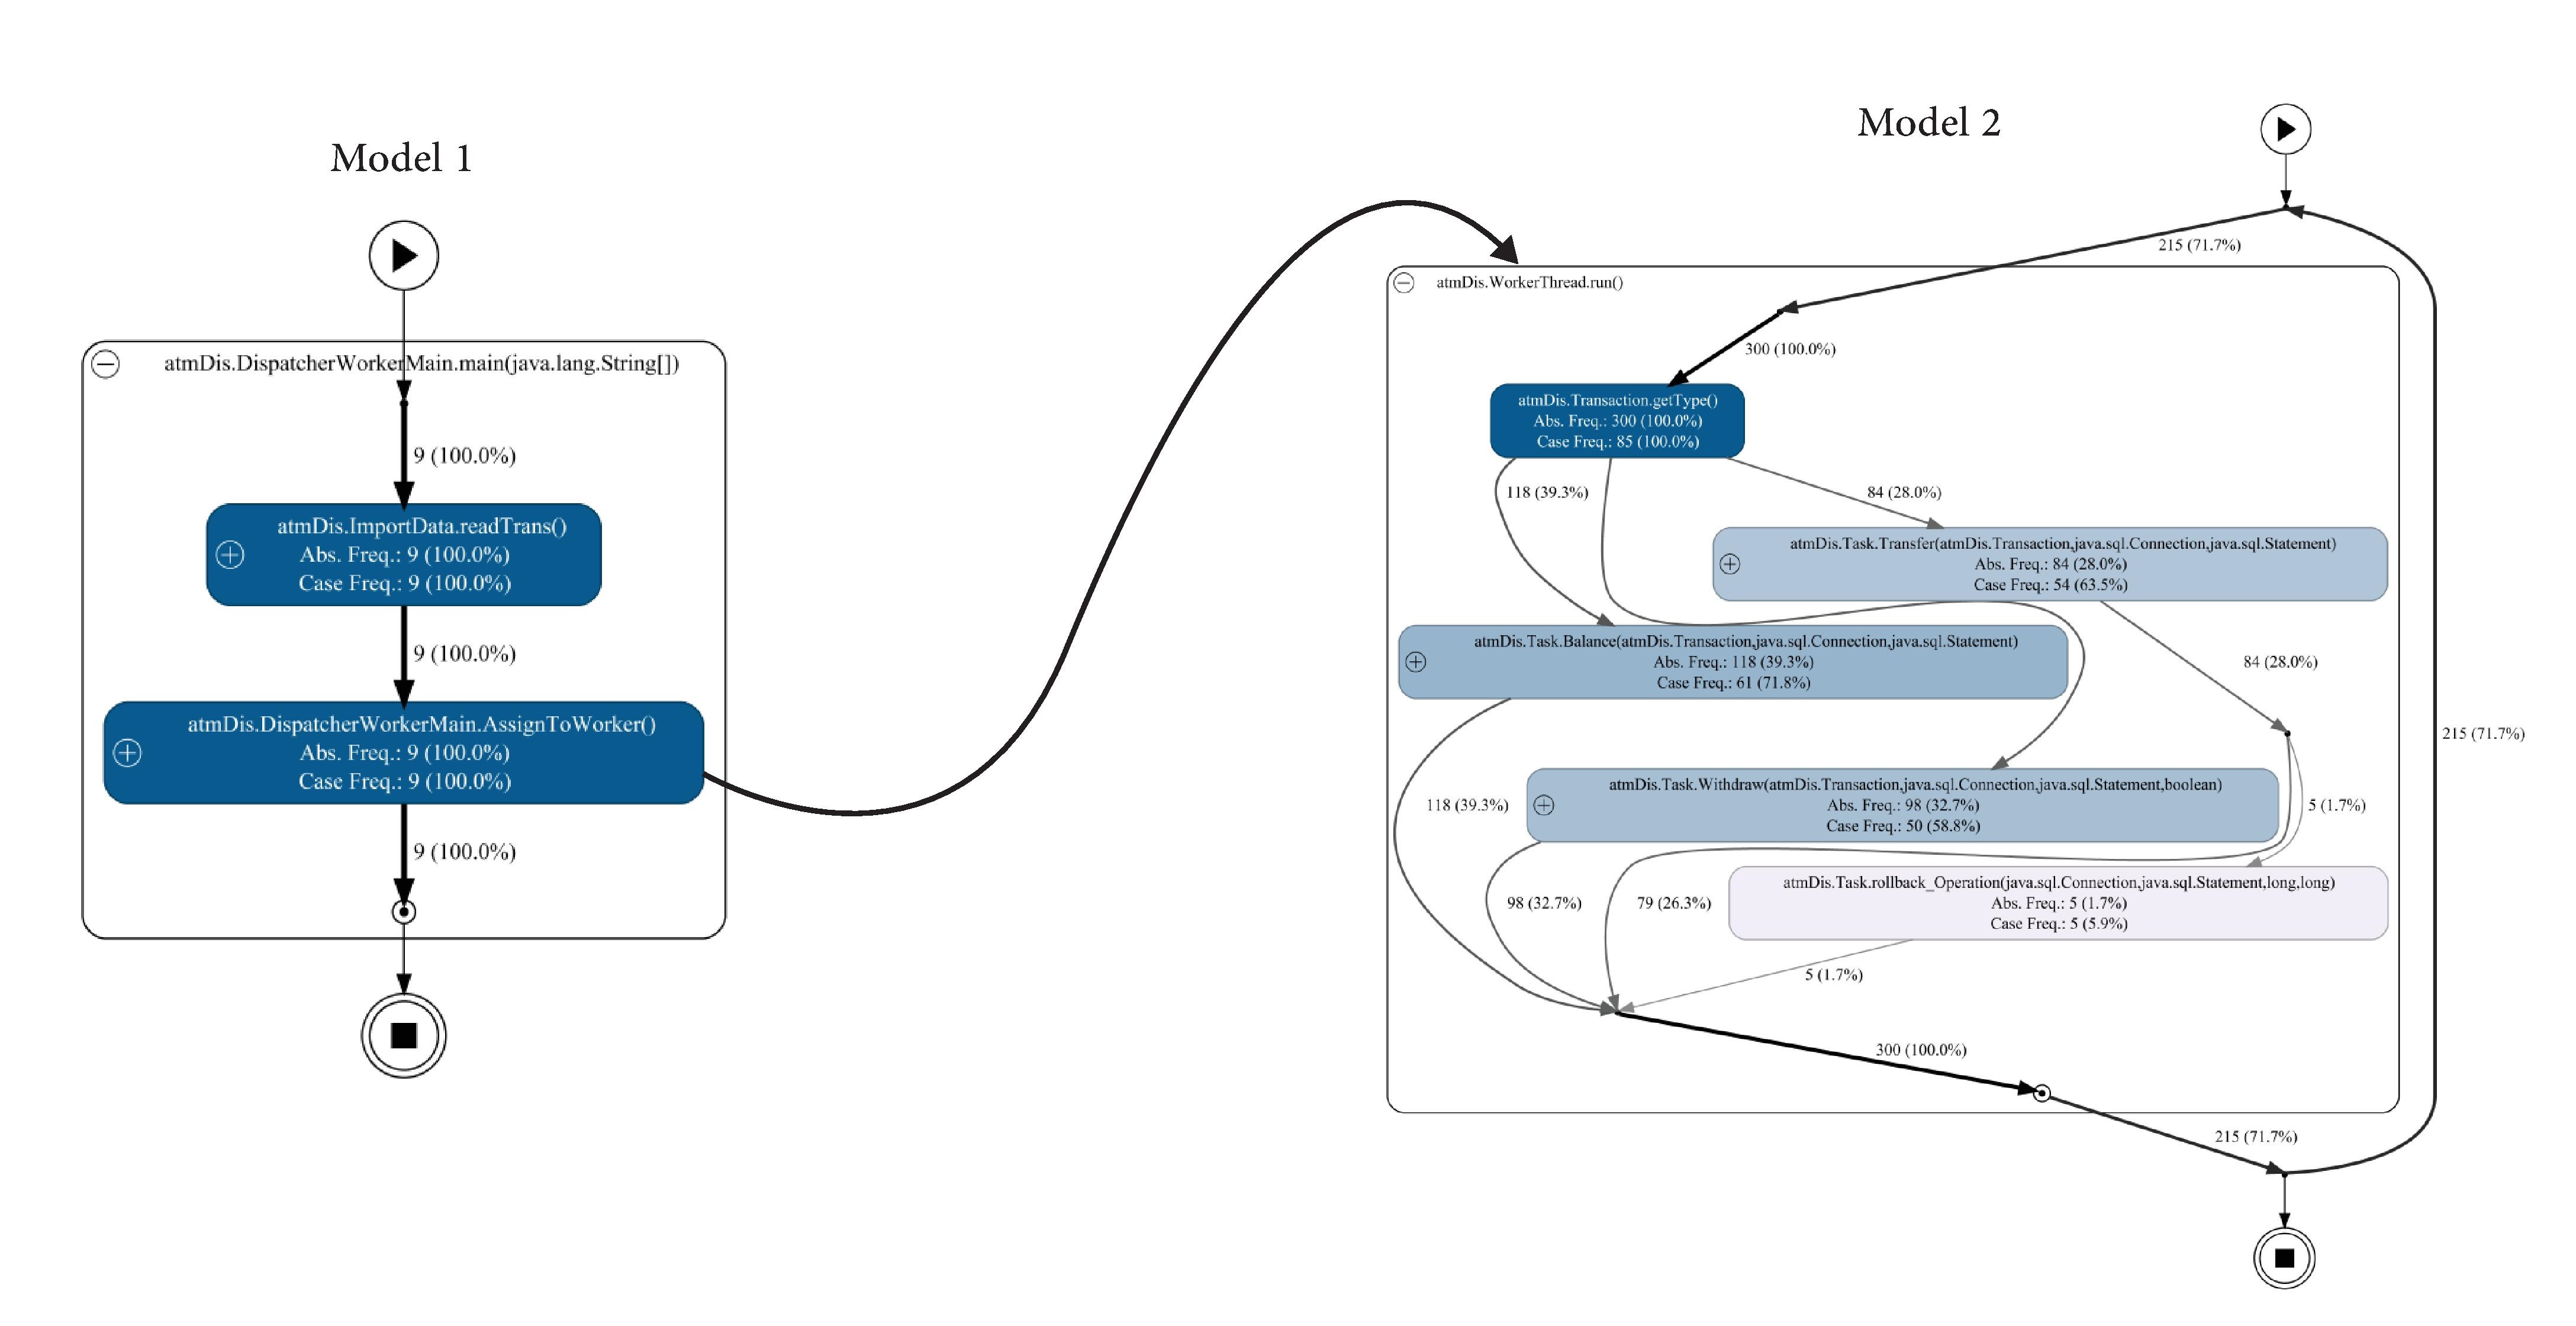 Model 1
atmDis.DispatcherWorkerMain.main(java.lang.String[])
9 (100.0%)
atmDis.ImportData.readTrans()
Abs. Freq.: 9 (100.0%)
Case Freq.: 9 (100.0%)
9 (100.0%)
atmDis.DispatcherWorkerMain.AssignToWorker()
Abs. Freq.: 9 (100.0%)
Case Freq.: 9 (100.0%)
9 (100.0%)
Model 2
215 (71.7%)
atmDis.WorkerThread.run()
300 (100.0%)
atmDis.Transaction.getType()
Abs. Freq.: 300 (100.0%)
Case Freq.: 85 (100.0%)
118 (39.3%)
84 (28.0%)
atmDis.Task.Transfer(atmDis.Transaction,java.sql.Connection,java.sql.Statement)
Abs. Freq.: 84 (28.0%)
Case Freq.: 54 (63.5%)
atmDis.Task.Balance(atmDis.Transaction,java.sql.Connection,java.sql.Statement)
Abs. Freq.: 118 (39.3%)
Case Freq.: 61 (71.8%)
84 (28.0%)
215 (71.7%)
atmDis.Task.Withdraw(atmDis.Transaction,java.sql.Connection,java.sql.Statement,boolean)
Abs. Freq.: 98 (32.7%)
Case Freq.: 50 (58.8%)
118 (39.3%)
5 (1.7%)
atmDis.Task.rollback_Operation(java.sql.Connection,java.sql.Statement,long,long)
Abs. Freq.: 5 (1.7%)
Case Freq.: 5 (5.9%)
98 (32.7%)
79 (26.3%)
5 (1.7%)
300 (100.0%)
215 (71.7%)